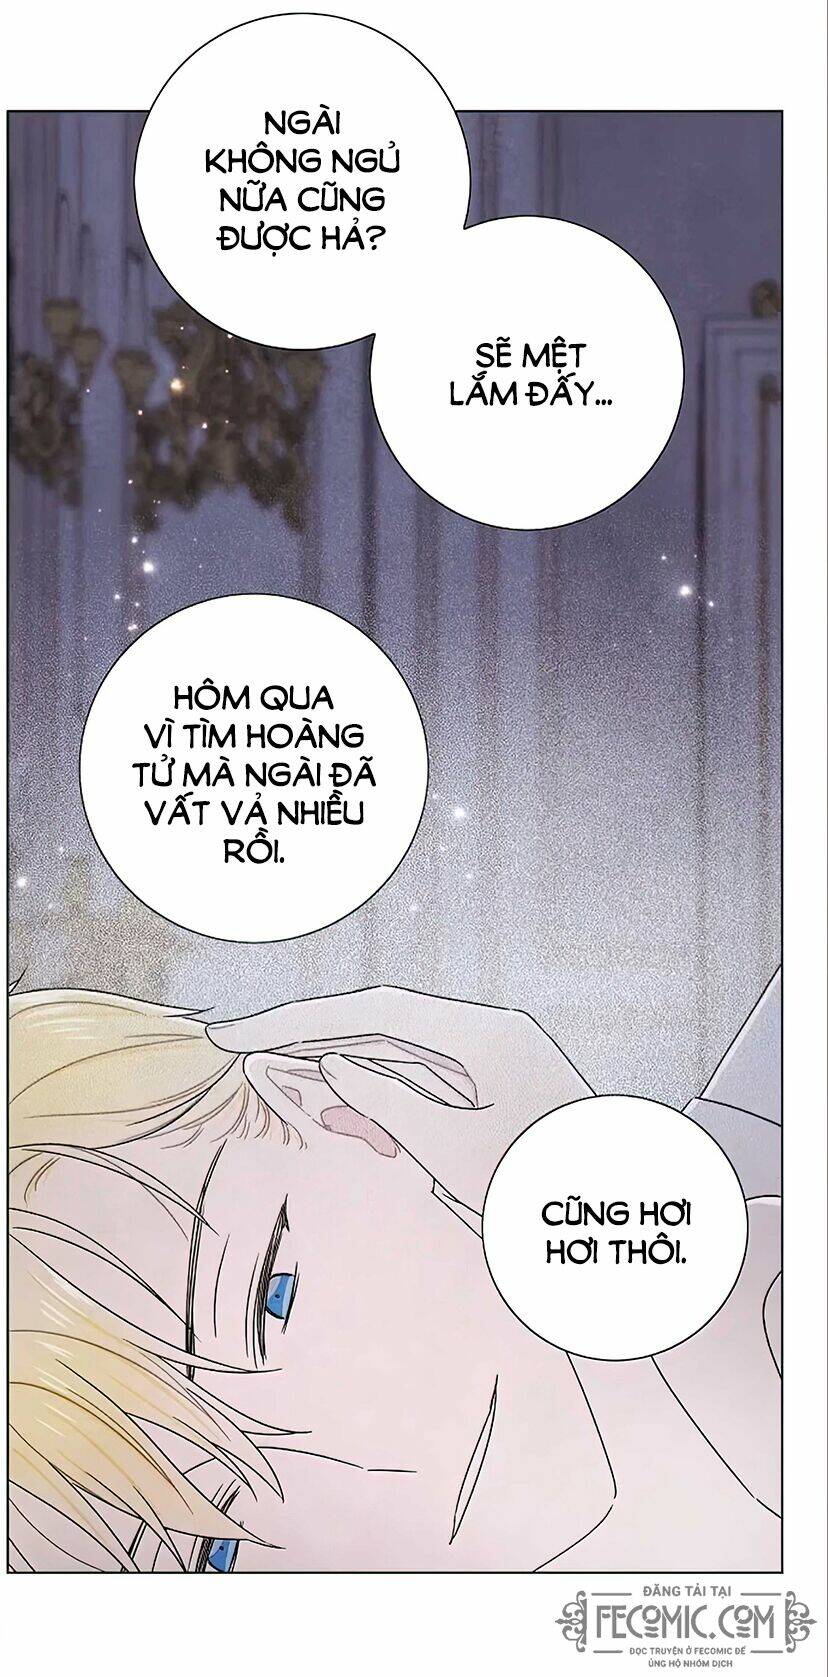 NGÀI
KHÔNG NGỦ
NỮA CŨNG
ĐƯỢC HẢ?
SẼ MỆT
LẮM ĐẤY...
HÔM QUA
VÌ TÌM HOÀNG
TỬ MÀ NGÀI ĐÃ
VẤT VẢ NHIỀU
RỒI.
CŨNG HƠI
HƠI THÔI.
ĐĂNG TẢI TẠI
FECOMIC.COM
ĐỌC TRUYỆN Ở FECOMIC ĐỂ
ỦNG HỘ NHÓM DỊCH